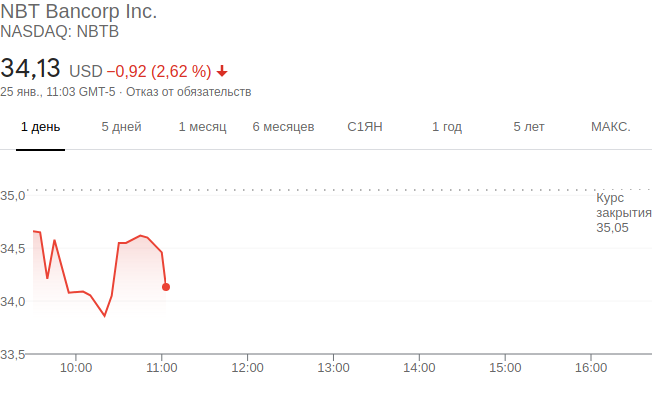 NBT Bancorp Inc.
NASDAQ: NBTB
34,13 USD −0,92 (2,62 %)
25 янв., 11:03 GMT-5 · Отказ от обязательств
1 день 5 дней 1 месяц 6 месяцев С1ЯН 1 год 5 лет МАКС.
35,0
Курс
закрытия
35,05
34,5
34,0
33,5
10:00 11:00 12:00 13:00 14:00 15:00 16:00